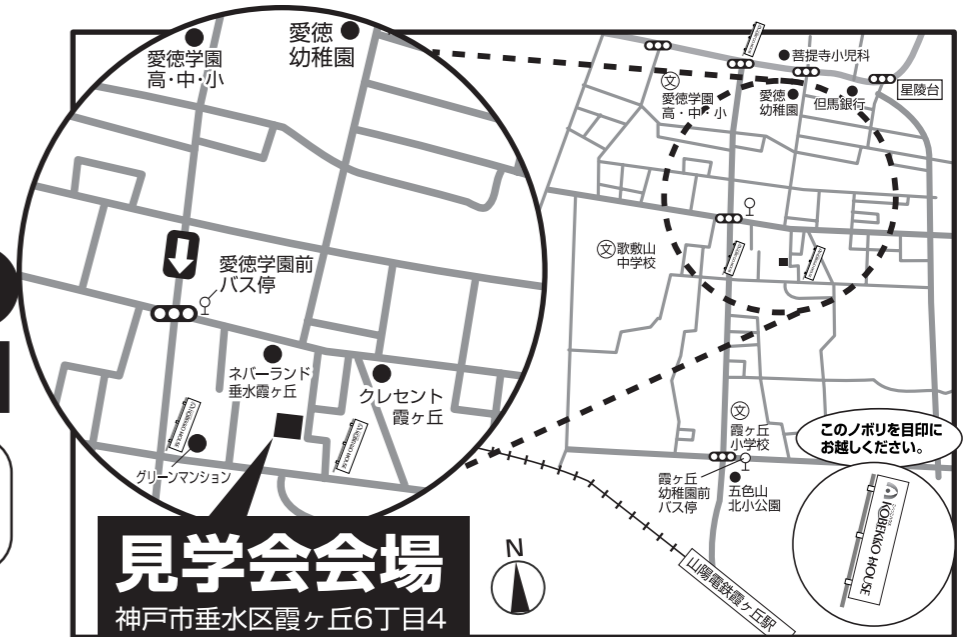 愛徳学園
高・中・小
愛徳
幼稚園
愛徳学園前
バス停
ネバーランド
垂水霞ヶ丘
クレセント
霞ヶ丘
グリーンマンション
見学会会場
神戸市垂水区霞ヶ丘6丁目4
N
菩提寺小児科
星陵台
文
愛徳学園
高・中・小
愛徳
幼稚園
但馬銀行
文
歌敷山
中学校
文
霞ヶ丘
小学校
霞ヶ丘
幼稚園前
バス停
五色山
北小公園
山陽電鉄霞ヶ丘駅
このノボリを目印に
お越しください。
KOBEKKO HOUSE